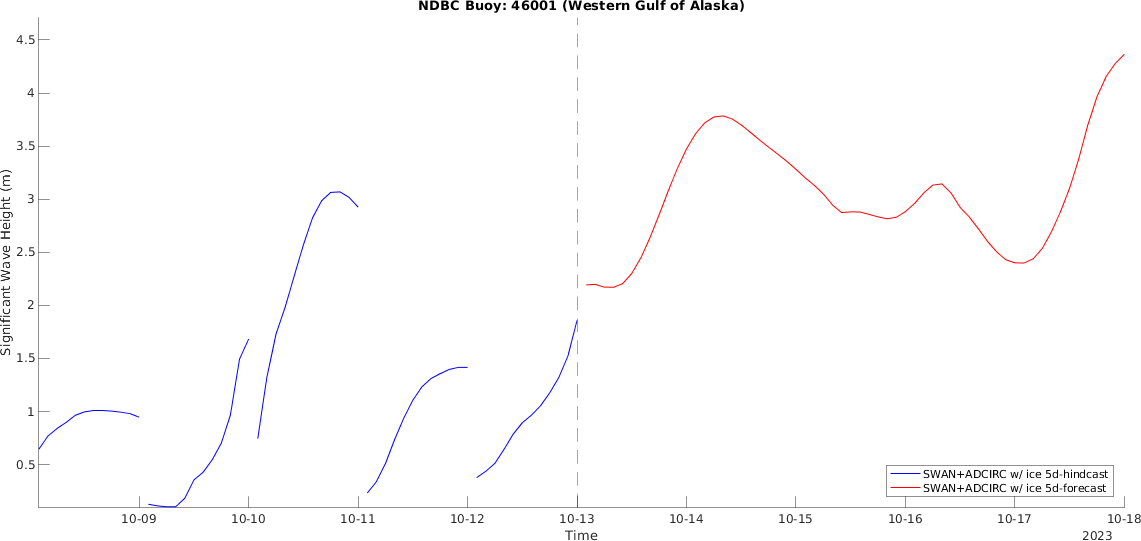 NDBC Buoy: 46001 (Western Gulf of Alaska)
4.5
4
3.5
3
2.5
2
1.5
1
0.5
Significant Wave Height (m)
SWAN+ADCIRC w/ ice 5d-hindcast
SWAN+ADCIRC w/ ice 5d-forecast
10-09 10-10 10-11 10-12 10-13 10-14 10-15 10-16 10-17 10-18
Time
2023